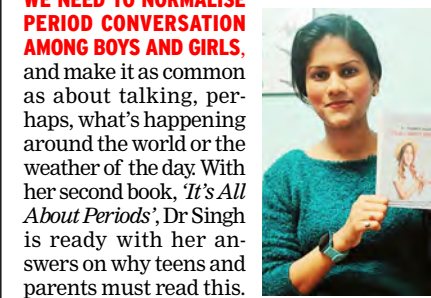 WE NEED TO NORMALISE
PERIOD CONVERSATION
AMONG BOYS AND GIRLS,
and make it as common
as about talking, per-
haps, what's happening
around the world or the
weather of the day. With
her second book, 'It's All
About Periods', Dr Singh
is ready with her an-
swers on why teens and
parents must read this.